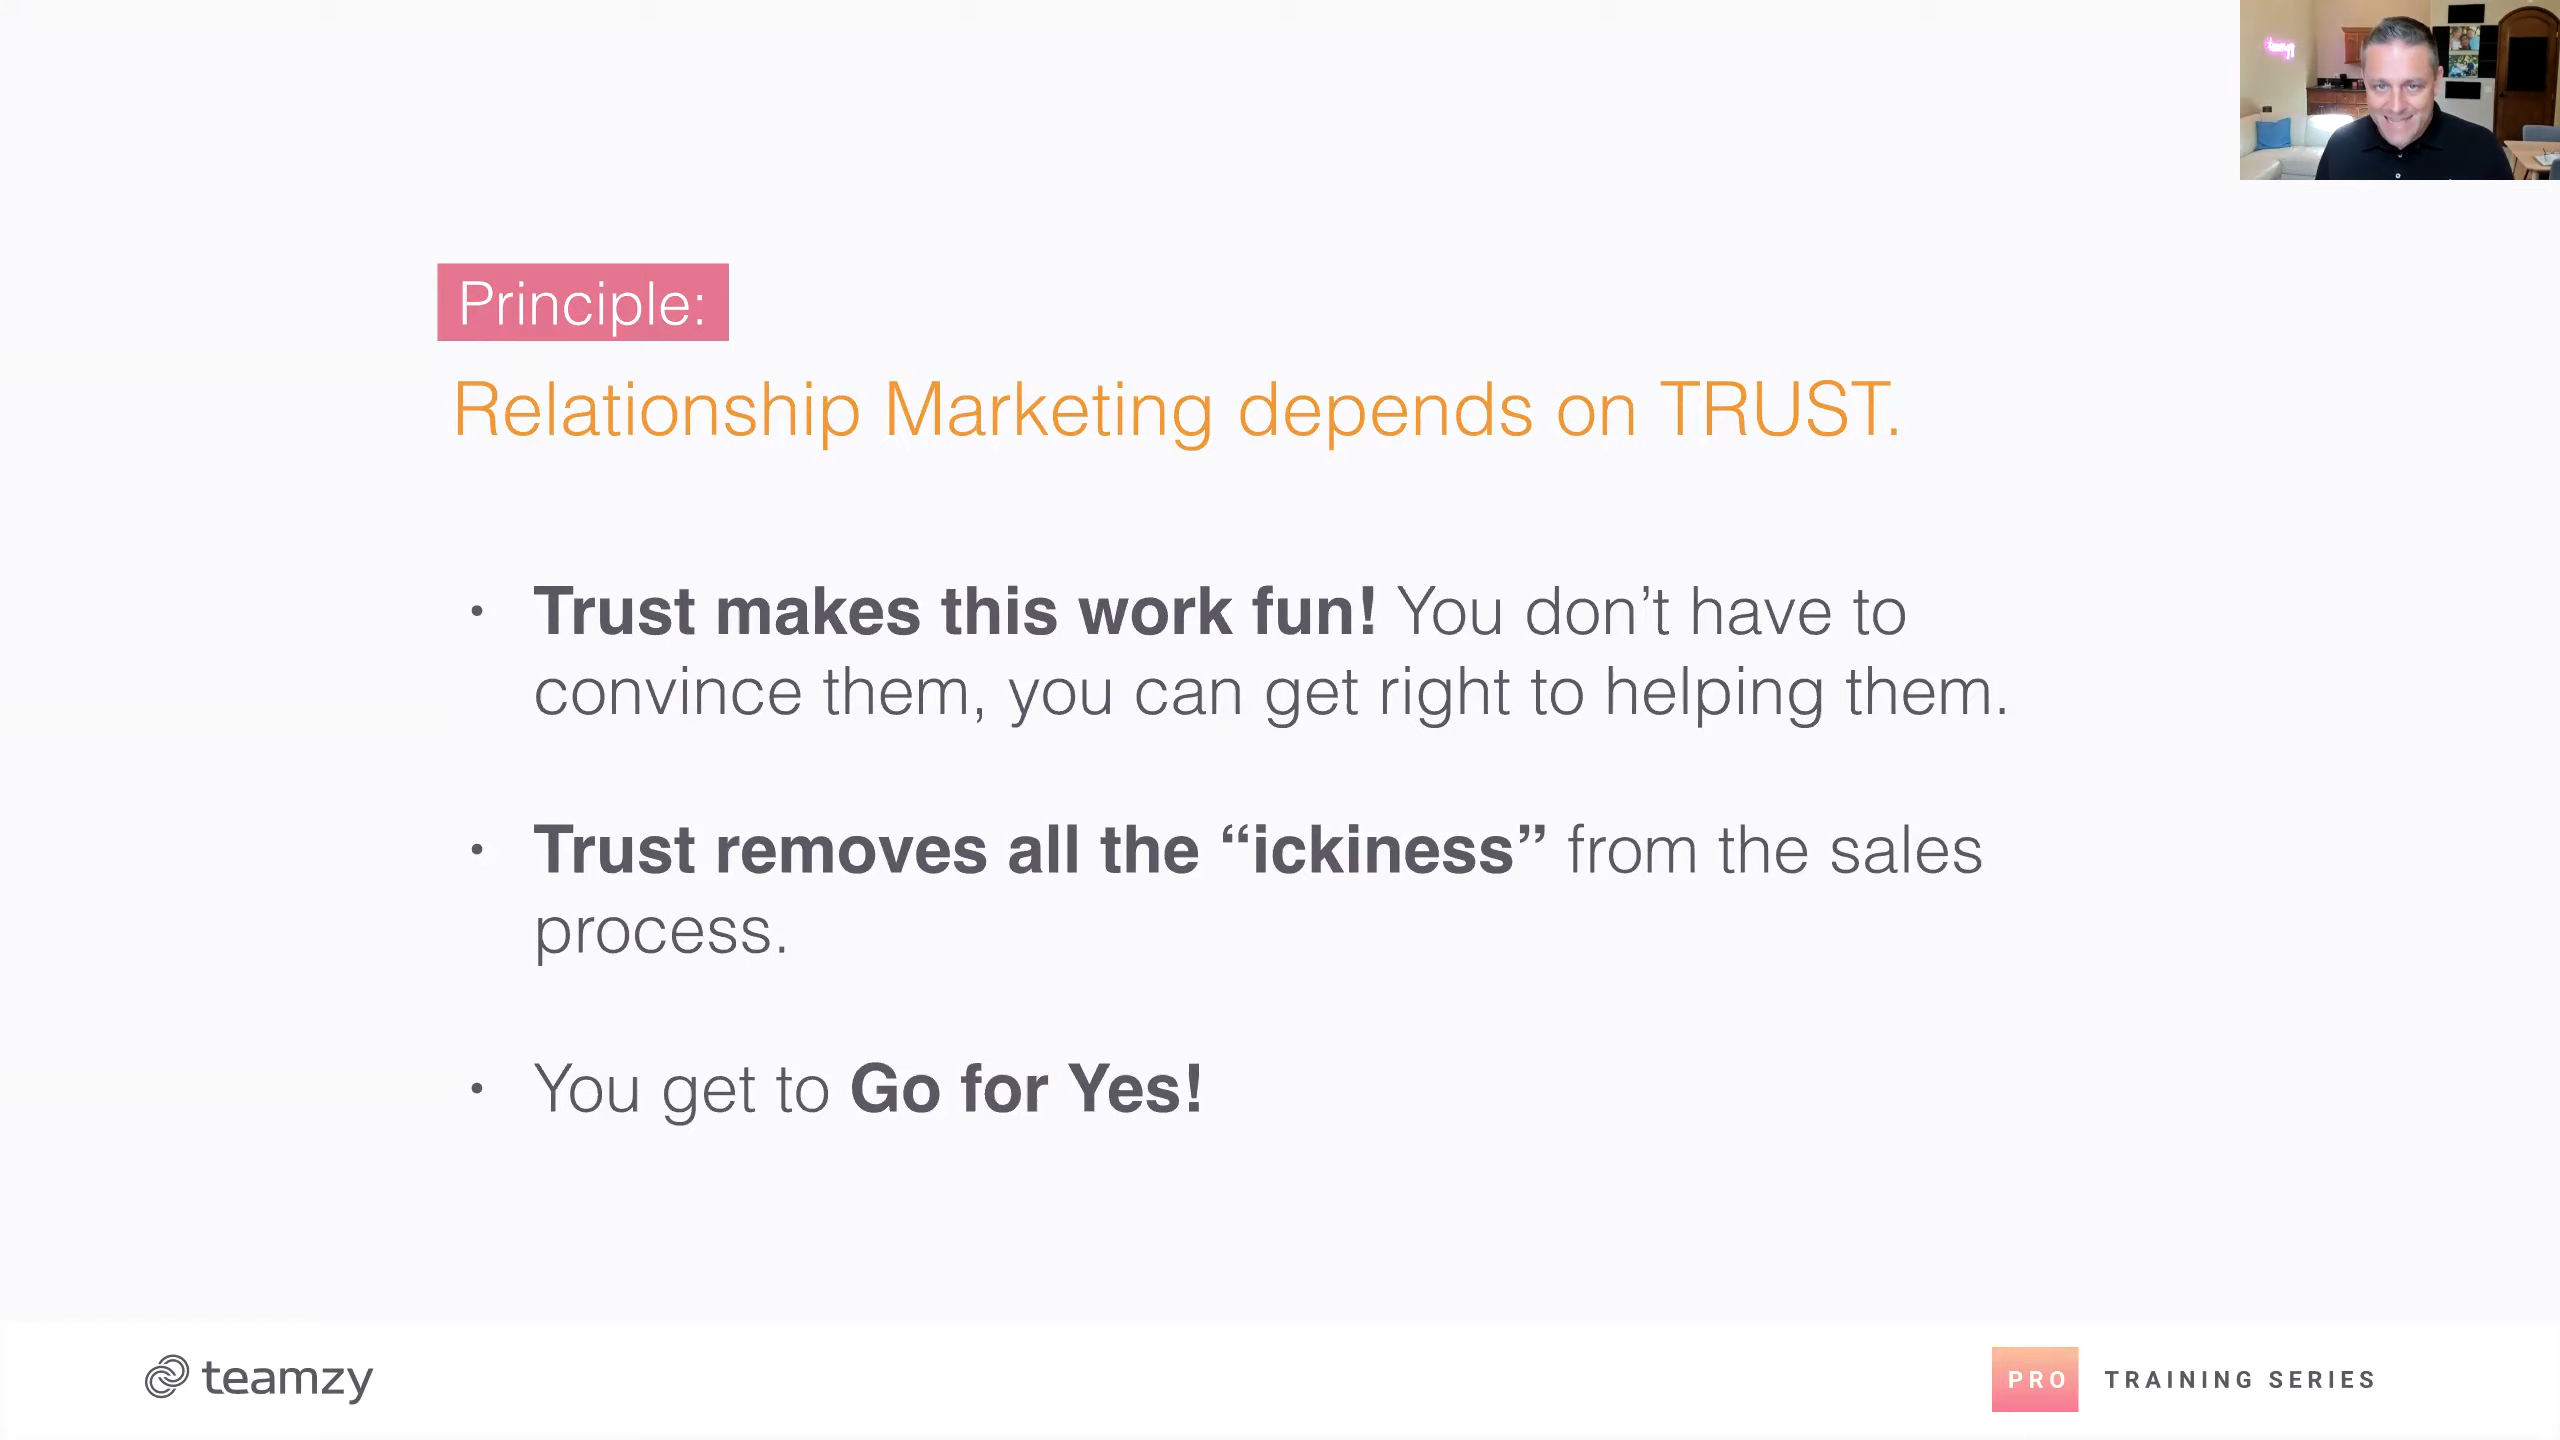 Principle:
Relationship Marketing depends on TRUST.
• Trust makes this work fun! You don’t have to
convince them, you can get right to helping them.
• Trust removes all the “ickiness” from the sales
process.
• You get to Go for Yes!
teamzy
PRO TRAINING SERIES
teamzy